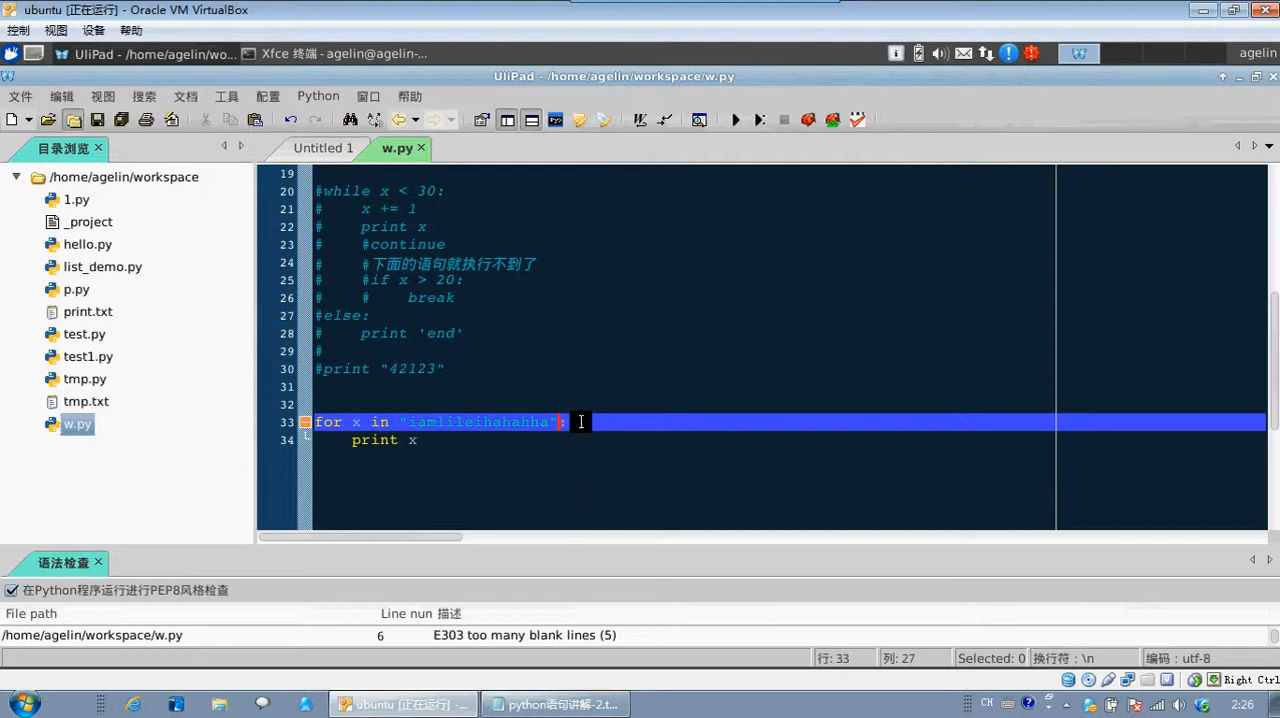 ubuntu [正在运行] - Oracle VM VirtualBox
控制 视图 设备 帮助
UliPad - /home/agelin/wo... Xfce 终端 - agelin@agelin-... agelin
UliPad - /home/agelin/workspace/w.py
文件 编辑 视图 搜索 文档 工具 配置 Python 窗口 帮助
目录浏览 Untitled 1 w.py
/home/agelin/workspace
1.py
_project
hello.py
list_demo.py
p.py
print.txt
test.py
test1.py
tmp.py
tmp.txt
w.py
19
20 #while x < 30:
21 #    x += 1
22 #    print x
23 #    #continue
24 #    #下面的语句就执行不到了
25 #    #if x > 20:
26 #    #    break
27 #else:
28 #    print 'end'
29 #
30 #print "42123"
31
32
33 for x in "iamlileihahahha":
34     print x
语法检查
在Python程序运行进行PEP8风格检查
File path Line nun 描述
/home/agelin/workspace/w.py 6 E303 too many blank lines (5)
行: 33 列: 27 Selected: 0 换行符：\n 编码：utf-8
Right Ctrl
ubuntu [正在运行] -... python语句讲解-2.t... CH 2:26